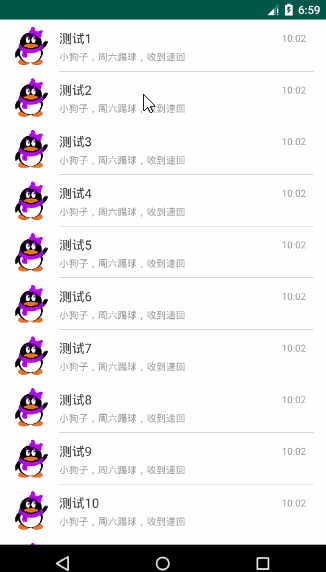 6:59
测试1 10:02
小狗子，周六踢球，收到速回
测试2 10:02
小狗子，周六踢球，收到速回
测试3 10:02
小狗子，周六踢球，收到速回
测试4 10:02
小狗子，周六踢球，收到速回
测试5 10:02
小狗子，周六踢球，收到速回
测试6 10:02
小狗子，周六踢球，收到速回
测试7 10:02
小狗子，周六踢球，收到速回
测试8 10:02
小狗子，周六踢球，收到速回
测试9 10:02
小狗子，周六踢球，收到速回
测试10 10:02
小狗子，周六踢球，收到速回